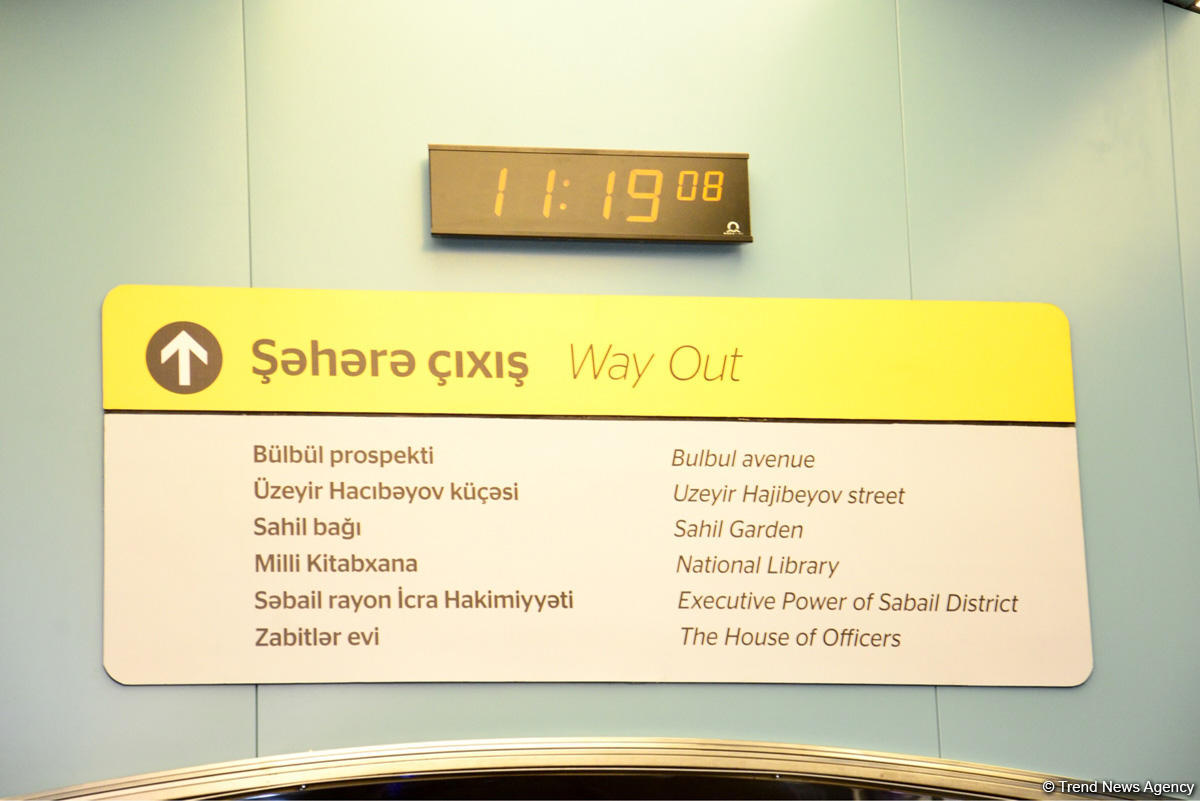 11:19 08
Şəhərə çıxış Way Out
Bülbül prospekti Bulbul avenue
Üzeyir Hacıbəyov küçəsi Uzeyir Hajibeyov street
Sahil bağı Sahil Garden
Milli Kitabxana National Library
Səbail rayon İcra Hakimiyyəti Executive Power of Sabail District
Zabitlər evi The House of Officers
© Trend News Agency